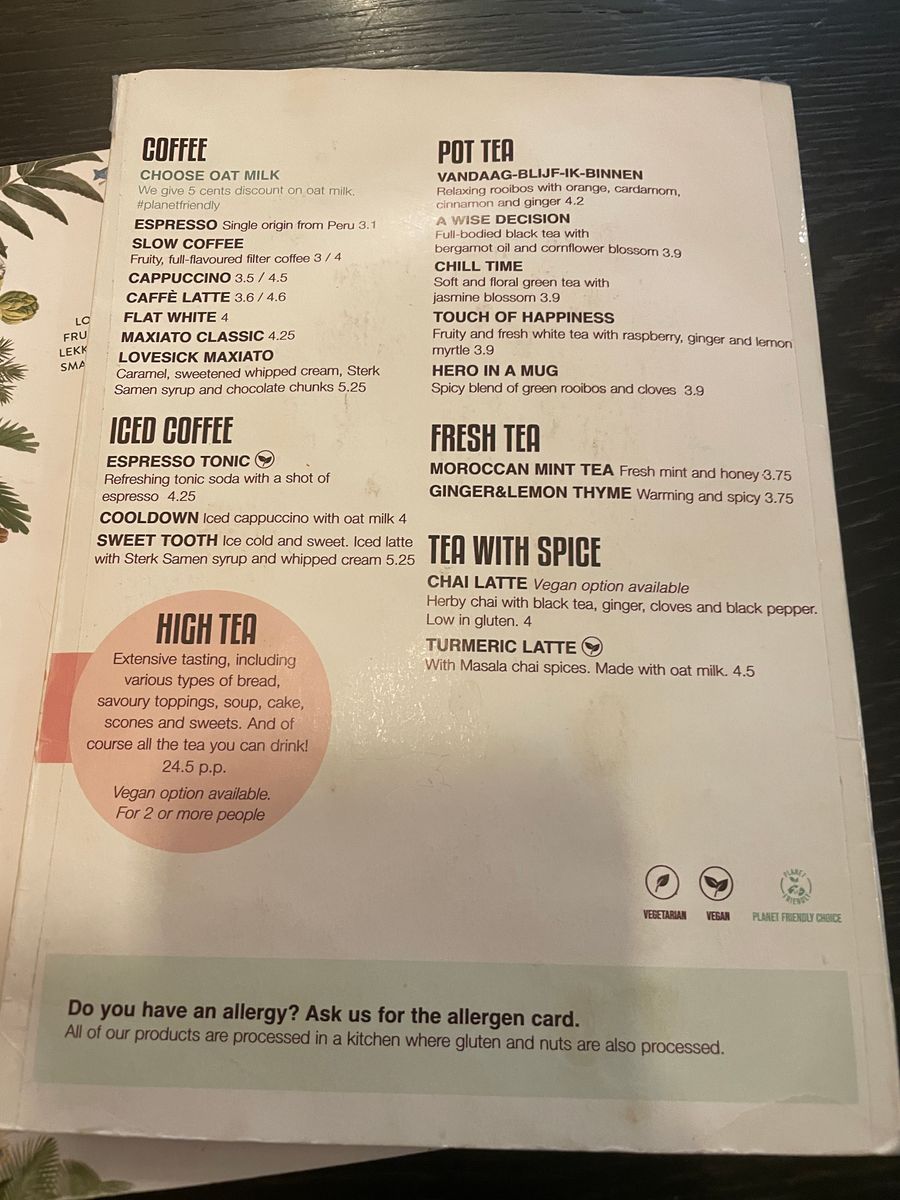 COFFEE
CHOOSE OAT MILK
We give 5 cents discount on oat milk.
#planetfriendly
ESPRESSO Single origin from Peru 3.1
SLOW COFFEE
Fruity, full-flavoured filter coffee 3 / 4
CAPPUCCINO 3.5 / 4.5
CAFFÈ LATTE 3.6 / 4.6
FLAT WHITE 4
MAXIATO CLASSIC 4.25
LOVESICK MAXIATO
Caramel, sweetened whipped cream, Sterk
Samen syrup and chocolate chunks 5.25
ICED COFFEE
ESPRESSO TONIC
Refreshing tonic soda with a shot of
espresso 4.25
COOLDOWN Iced cappuccino with oat milk 4
SWEET TOOTH Ice cold and sweet. Iced latte
with Sterk Samen syrup and whipped cream 5.25
HIGH TEA
Extensive tasting, including
various types of bread,
savoury toppings, soup, cake,
scones and sweets. And of
course all the tea you can drink!
24.5 p.p.
Vegan option available.
For 2 or more people
POT TEA
VANDAAG-BLIJF-IK-BINNEN
Relaxing rooibos with orange, cardamom,
cinnamon and ginger 4.2
A WISE DECISION
Full-bodied black tea with
bergamot oil and cornflower blossom 3.9
CHILL TIME
Soft and floral green tea with
jasmine blossom 3.9
TOUCH OF HAPPINESS
Fruity and fresh white tea with raspberry, ginger and lemon
myrtle 3.9
HERO IN A MUG
Spicy blend of green rooibos and cloves 3.9
FRESH TEA
MOROCCAN MINT TEA Fresh mint and honey 3.75
GINGER&LEMON THYME Warming and spicy 3.75
TEA WITH SPICE
CHAI LATTE Vegan option available
Herby chai with black tea, ginger, cloves and black pepper.
Low in gluten. 4
TURMERIC LATTE
With Masala chai spices. Made with oat milk. 4.5
PLANET
FRIENDLY
VEGETARIAN
VEGAN
PLANET FRIENDLY CHOICE
Do you have an allergy? Ask us for the allergen card.
All of our products are processed in a kitchen where gluten and nuts are also processed.
LO
FRU
LEKK
SMA